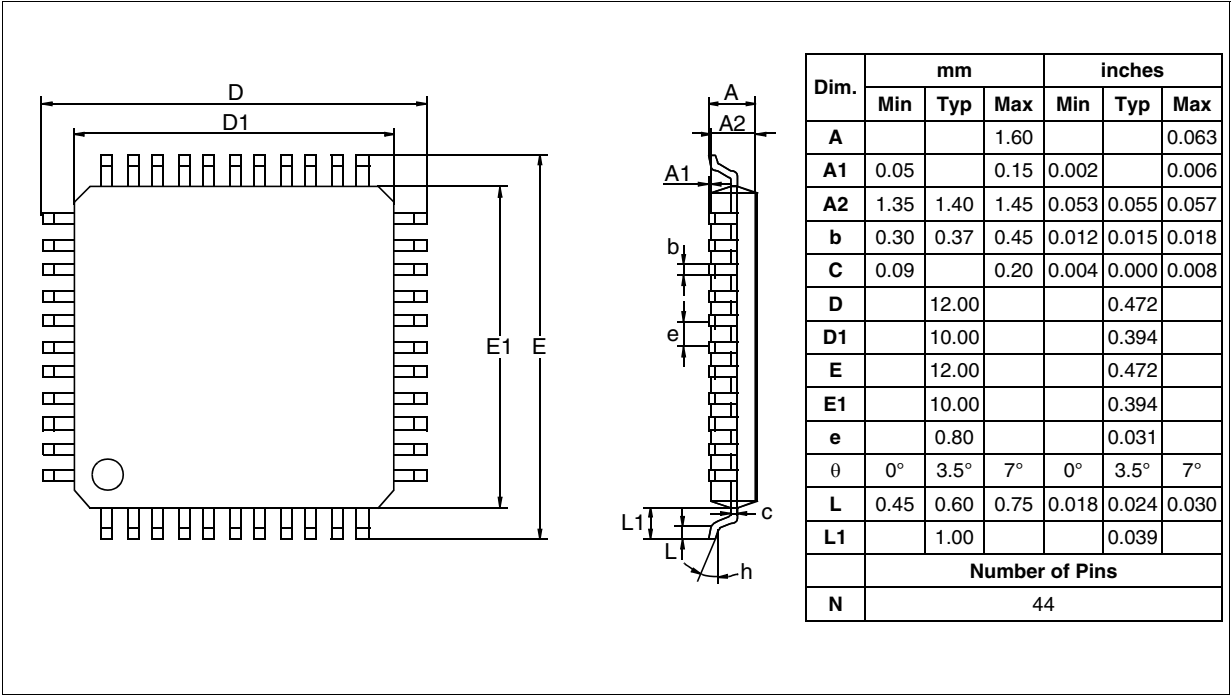 D
D1
E1 E
A
A2
A1
b
e
L1
c
L
h
Dim. mm inches
Min Typ Max Min Typ Max
A 1.60 0.063
A1 0.05 0.15 0.002 0.006
A2 1.35 1.40 1.45 0.053 0.055 0.057
b 0.30 0.37 0.45 0.012 0.015 0.018
C 0.09 0.20 0.004 0.000 0.008
D 12.00 0.472
D1 10.00 0.394
E 12.00 0.472
E1 10.00 0.394
e 0.80 0.031
θ 0° 3.5° 7° 0° 3.5° 7°
L 0.45 0.60 0.75 0.018 0.024 0.030
L1 1.00 0.039
Number of Pins
N 44